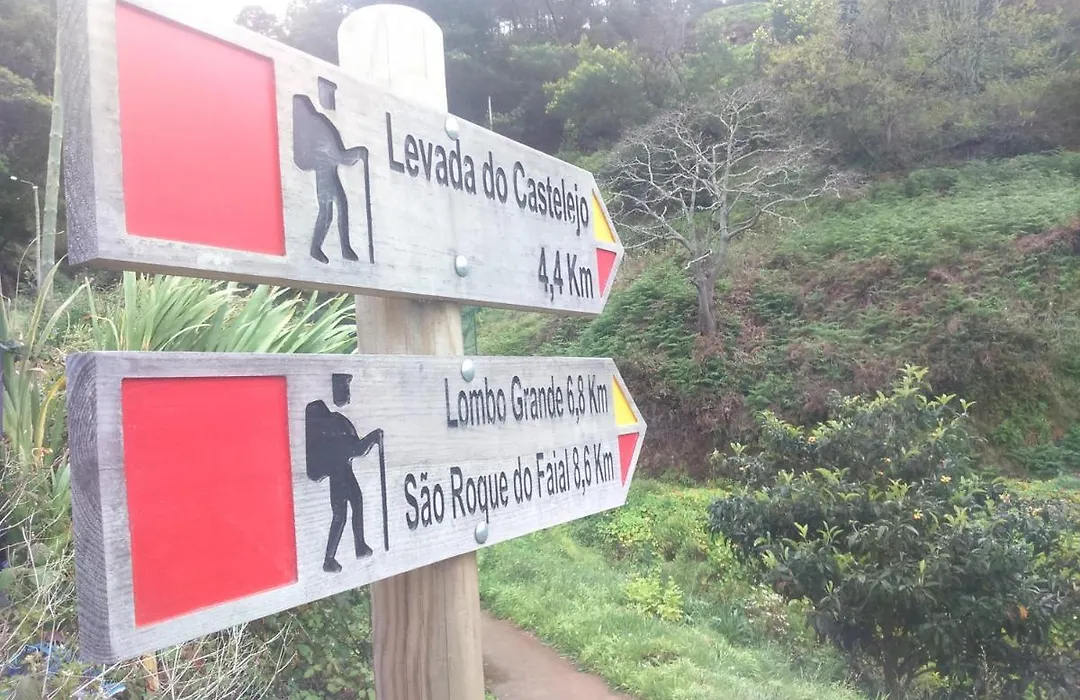 Levada do Castelejo
4,4 Km
Lombo Grande 6,8 Km
São Roque do Faial 8,6 Km